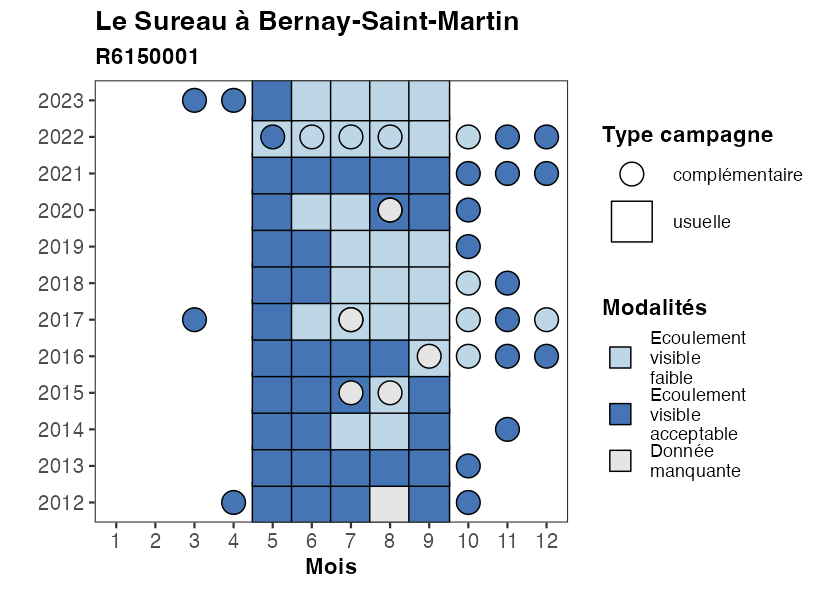 Le Sureau à Bernay-Saint-Martin
R6150001
2023
2022
2021
2020
2019
2018
2017
2016
2015
2014
2013
2012
1 2 3 4 5 6 7 8 9 10 11 12
Mois
Type campagne
complémentaire
usuelle
Modalités
Ecoulement
visible
faible
Ecoulement
visible
acceptable
Donnée
manquante